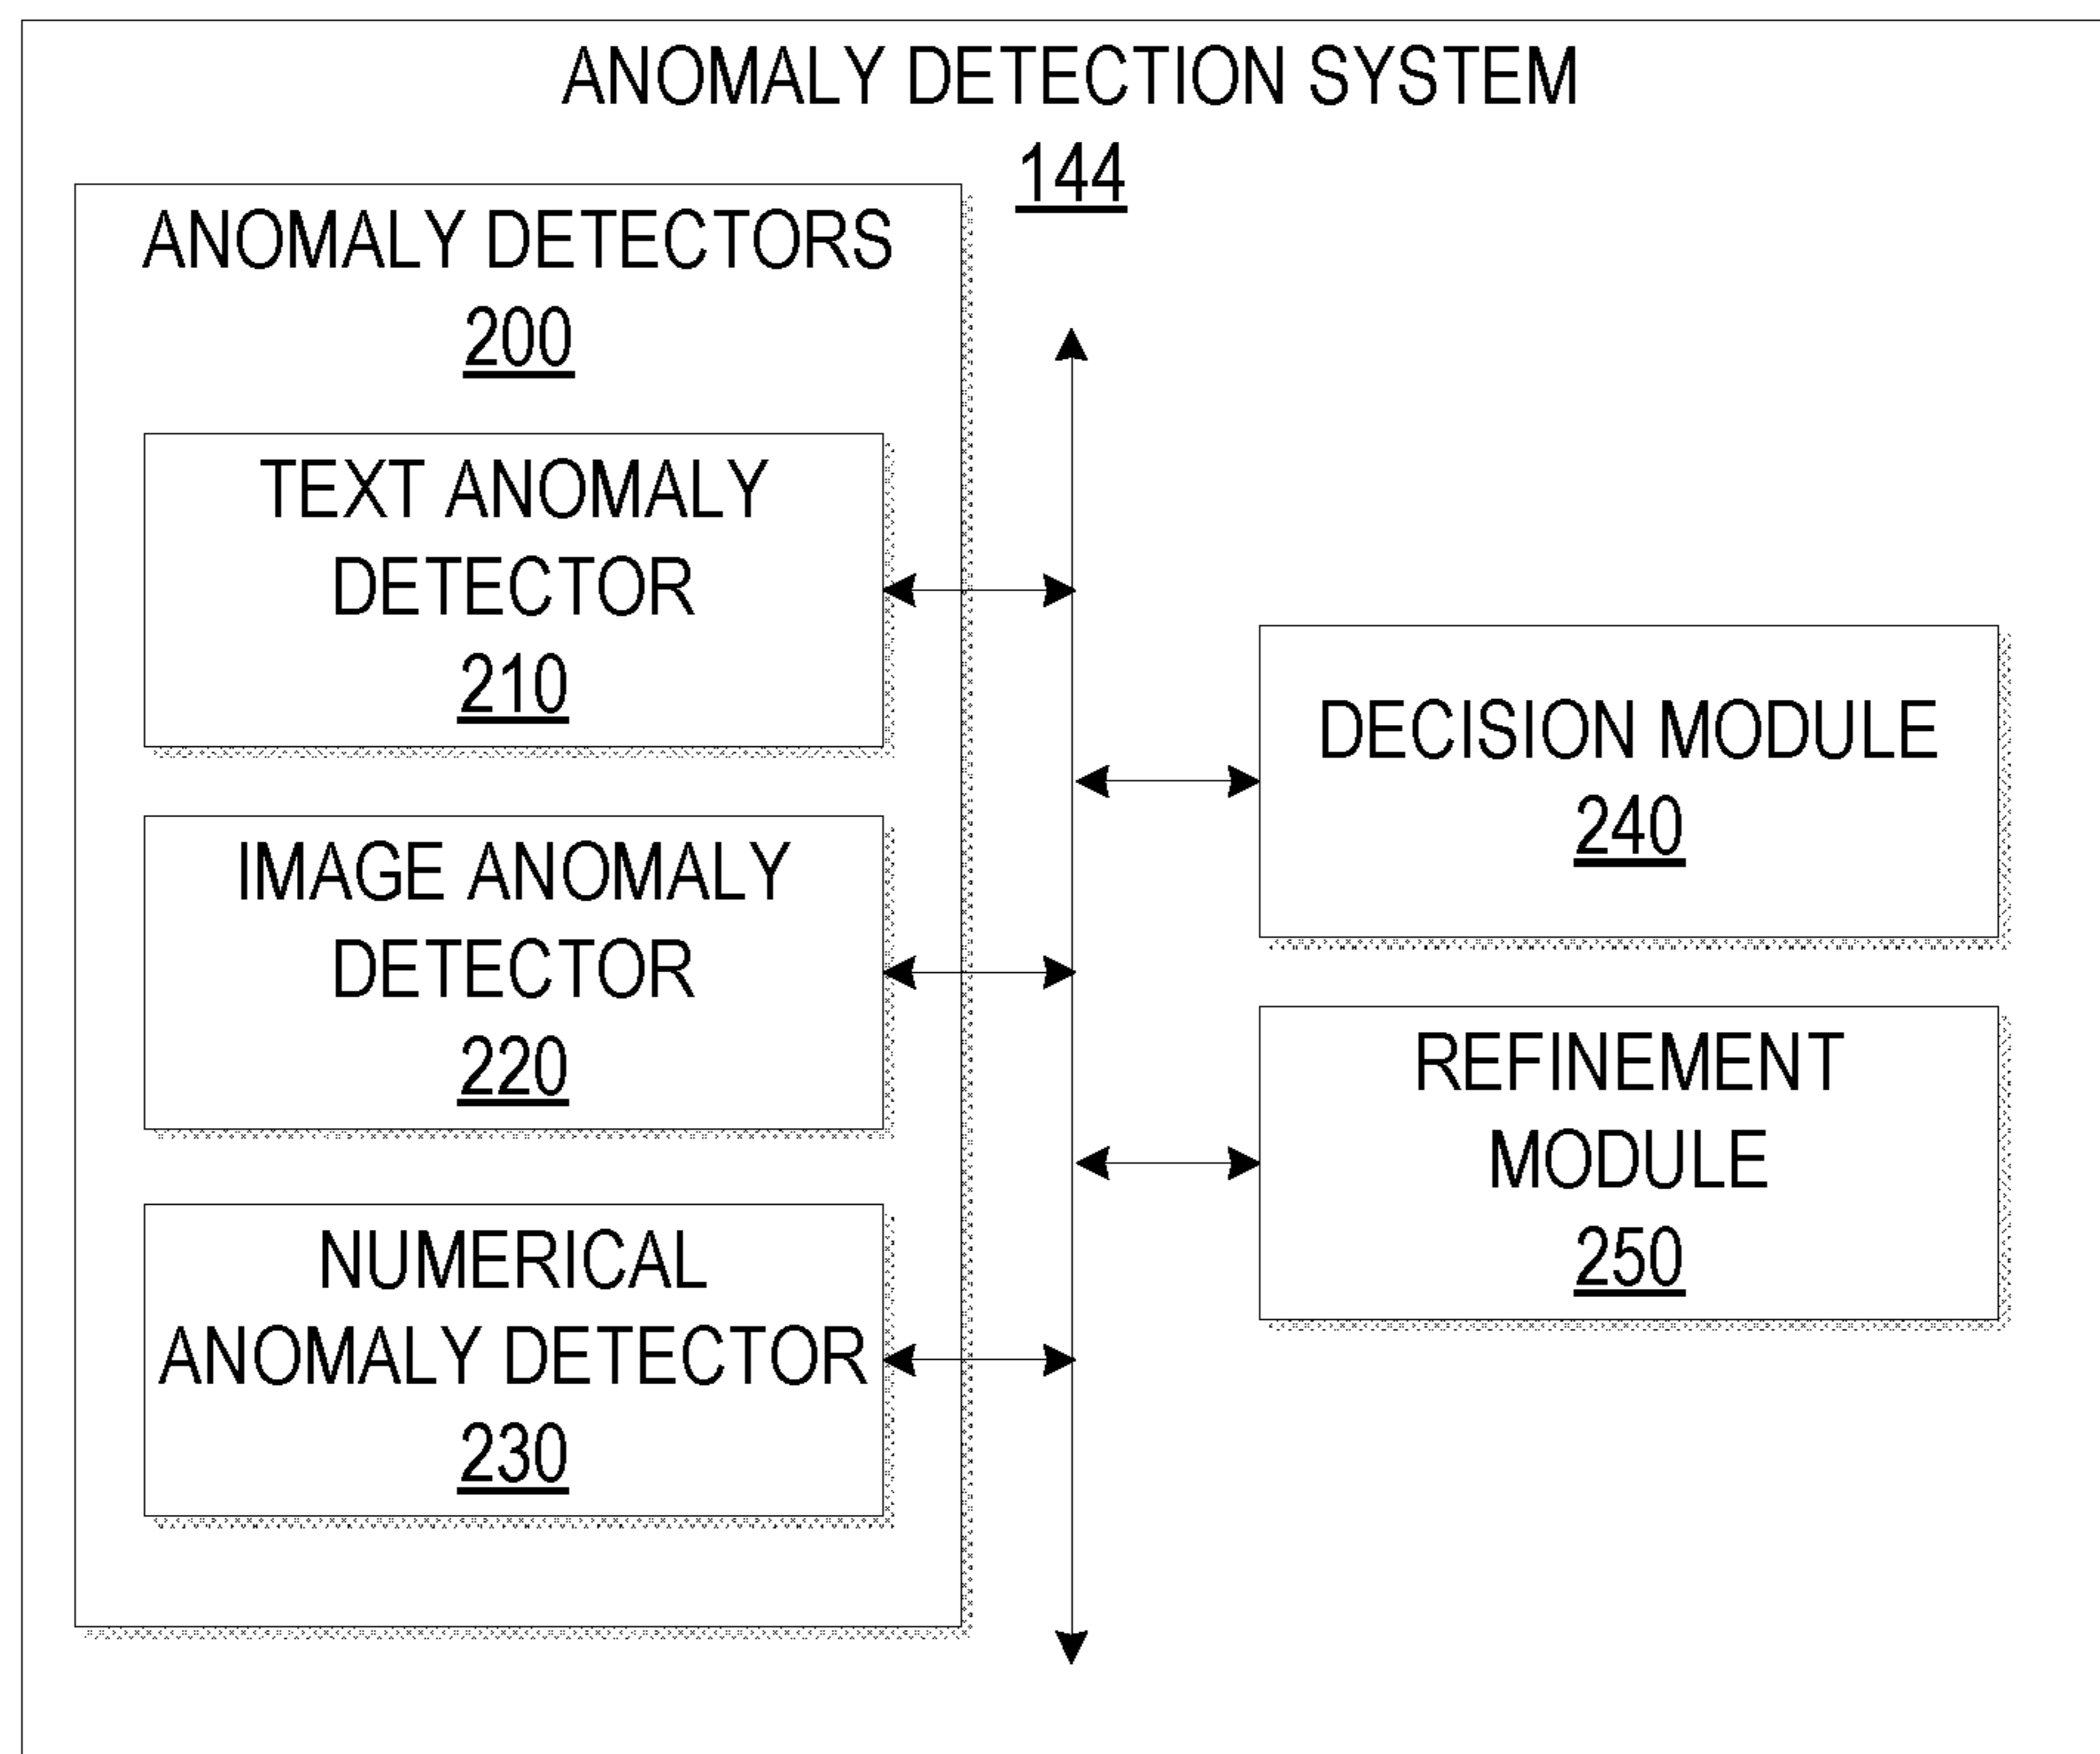 ANOMALY DETECTION SYSTEM
144
ANOMALY DETECTORS
200
TEXT ANOMALY
DETECTOR
210
IMAGE ANOMALY
DETECTOR
220
NUMERICAL
ANOMALY DETECTOR
230
DECISION MODULE
240
REFINEMENT
MODULE
250